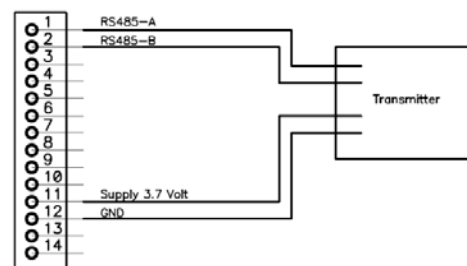 1 RS485-A
2 RS485-B
3
4
5
6
7
8
9
10
11 Supply 3.7 Volt
12 GND
13
14
Transmitter